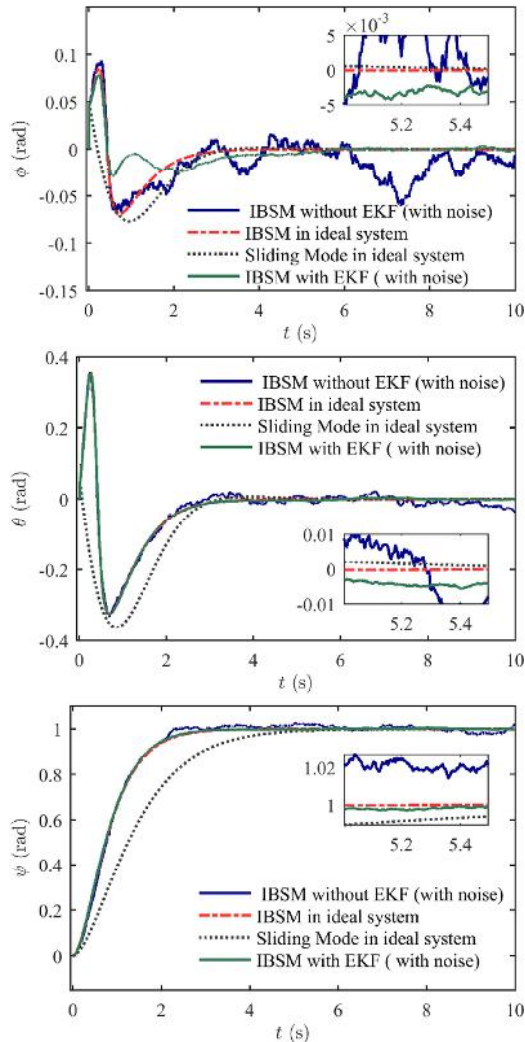 0.1
0.05
0
-0.05
-0.1
-0.15
ϕ (rad)
×10⁻³
5
0
-5
5.2 5.4
IBSM without EKF (with noise)
IBSM in ideal system
Sliding Mode in ideal system
IBSM with EKF ( with noise)
0 2 4 6 8 10
t (s)
0.4
0.2
0
-0.2
-0.4
θ (rad)
IBSM without EKF (with noise)
IBSM in ideal system
Sliding Mode in ideal system
IBSM with EKF ( with noise)
0.01
0
-0.01
5.2 5.4
0 2 4 6 8 10
t (s)
1
0.8
0.6
0.4
0.2
0
ψ (rad)
1.02
1
5.2 5.4
IBSM without EKF (with noise)
IBSM in ideal system
Sliding Mode in ideal system
IBSM with EKF ( with noise)
0 2 4 6 8 10
t (s)